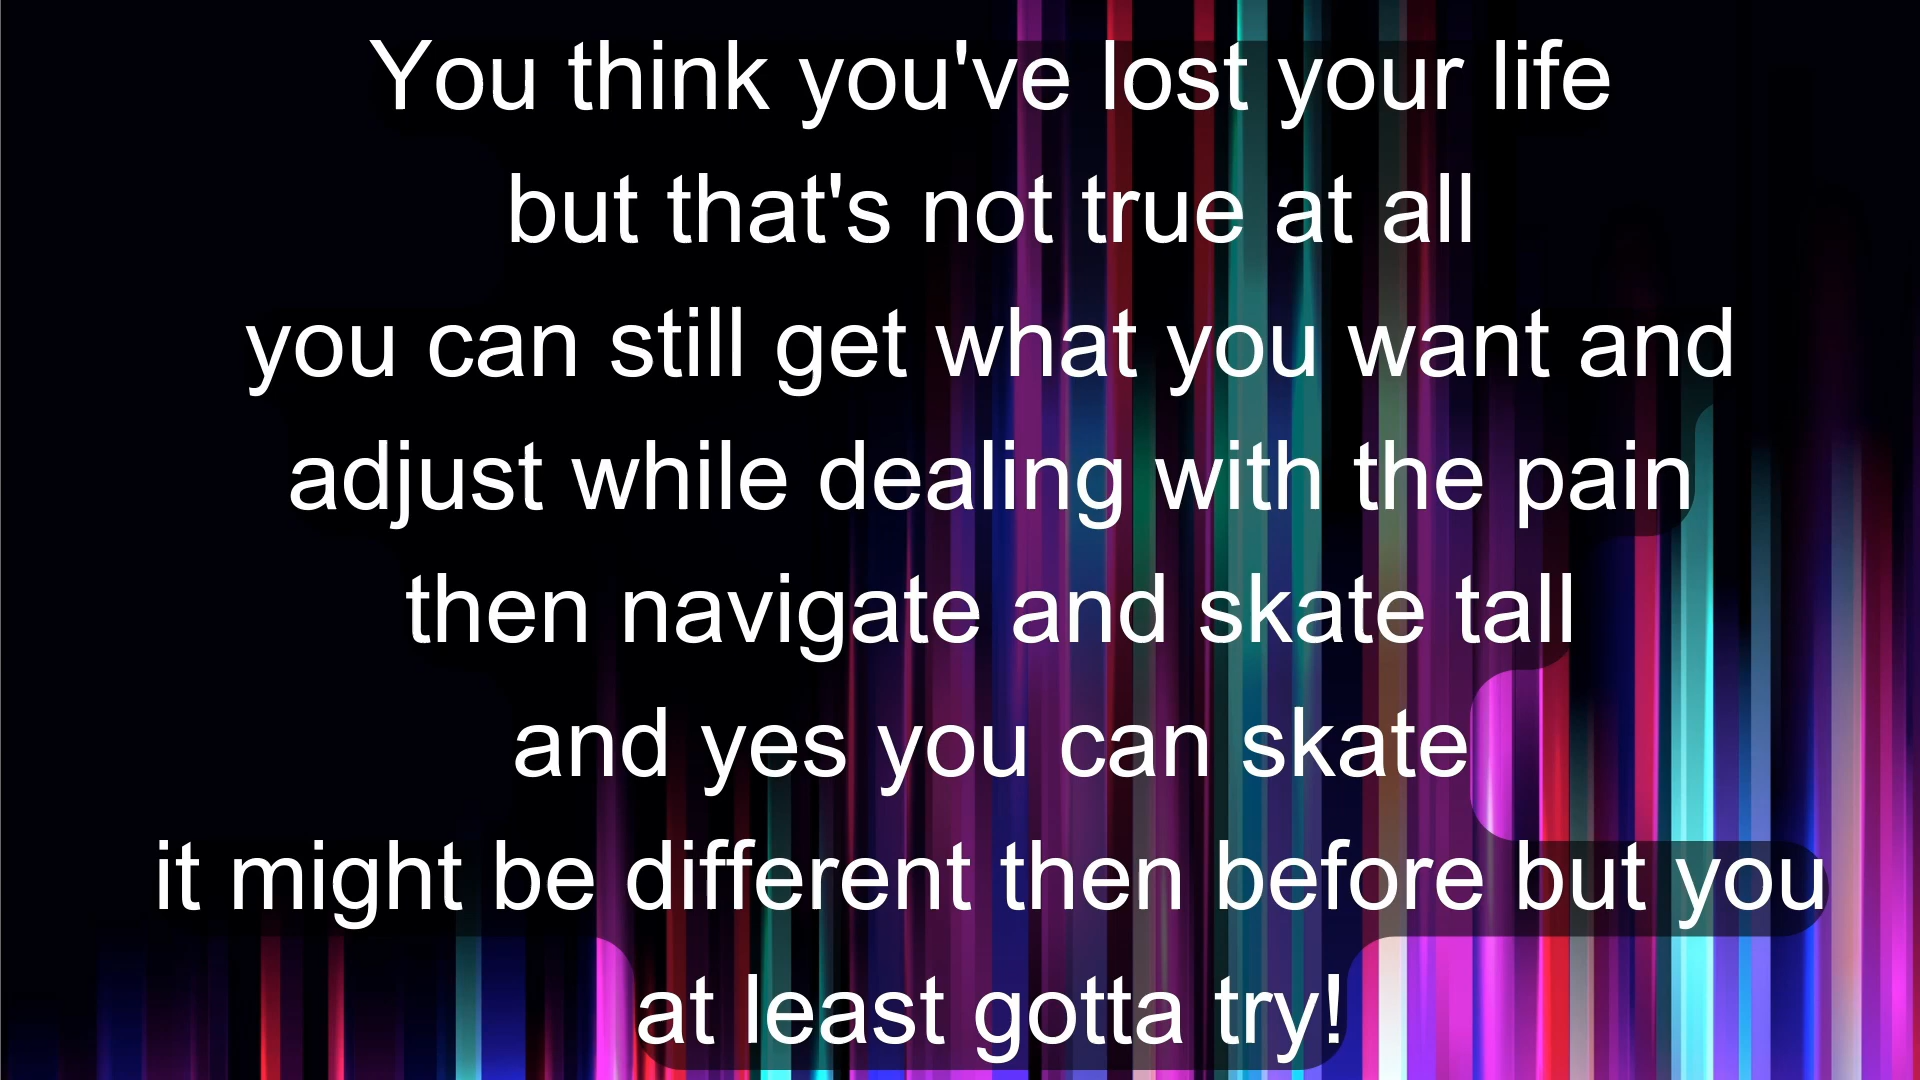 You think you've lost your life
but that's not true at all
you can still get what you want and
adjust while dealing with the pain
then navigate and skate tall
and yes you can skate
it might be different then before but you
at least gotta try!